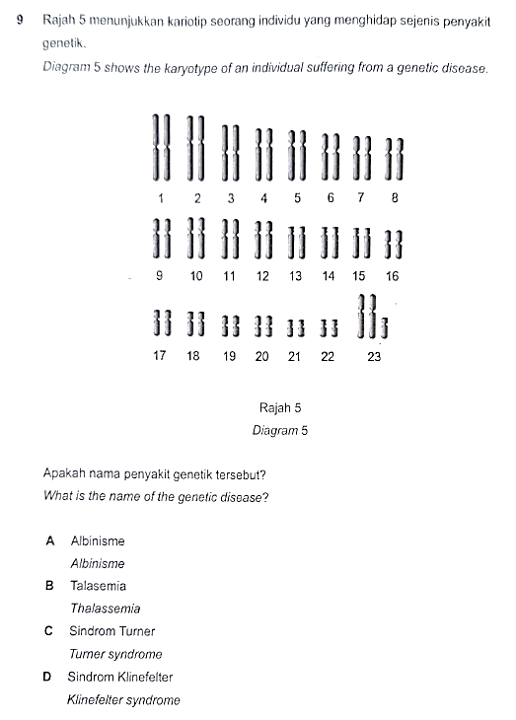 9 Rajah 5 menunjukkan kariotip seorang individu yang menghidap sejenis penyakit
genetik.
Diagram 5 shows the karyotype of an individual suffering from a genetic disease.
1 2 3 4 5 6 7 8
9 10 11 12 13 14 15 16
17 18 19 20 21 22 23
Rajah 5
Diagram 5
Apakah nama penyakit genetik tersebut?
What is the name of the genetic disease?
A Albinisme
Albinisme
B Talasemia
Thalassemia
C Sindrom Turner
Turner syndrome
D Sindrom Klinefelter
Klinefelter syndrome